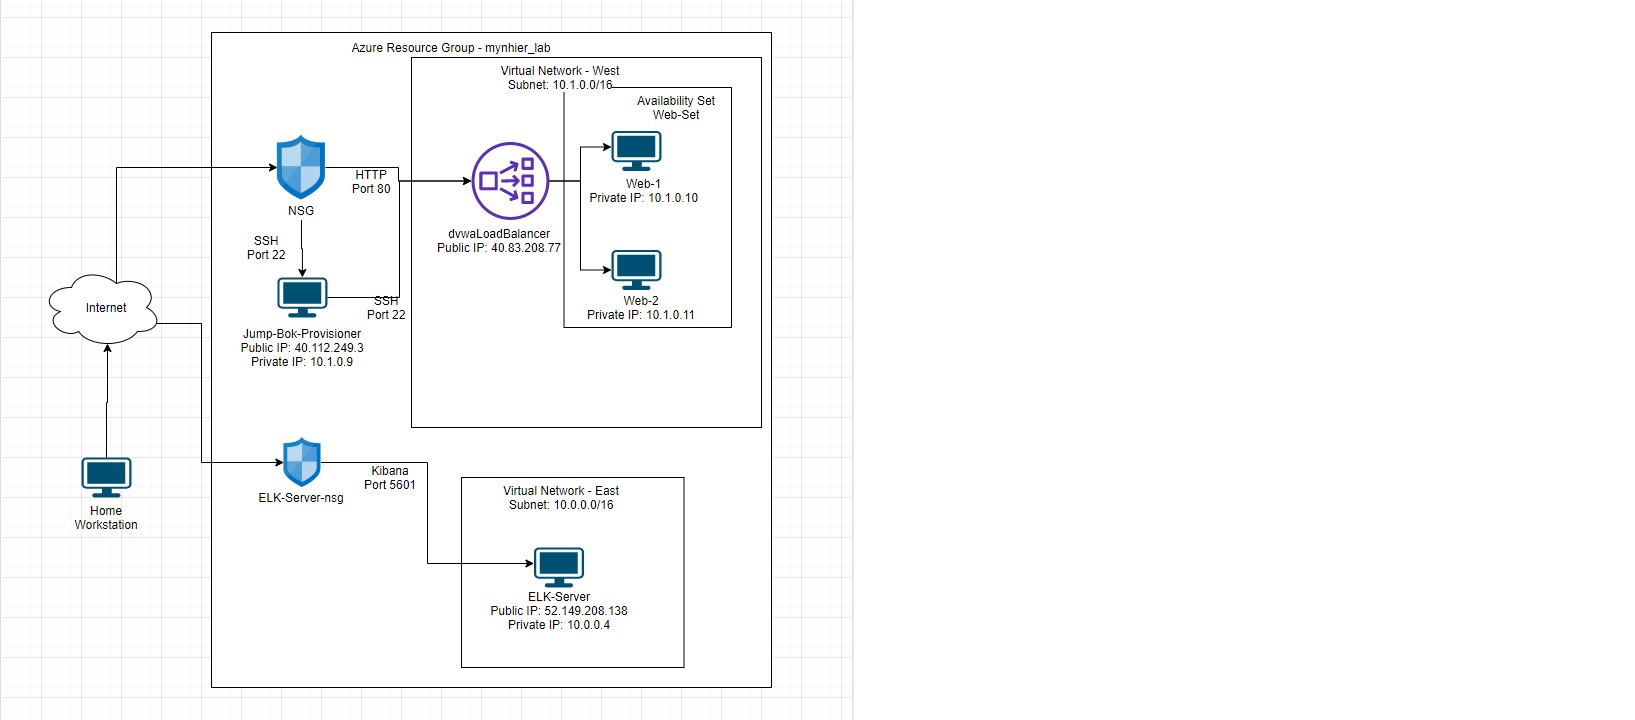 Azure Resource Group - mynhier_lab
Virtual Network - West
Subnet: 10.1.0.0/16
Availability Set
Web-Set
HTTP
Port 80
NSG
Web-1
Private IP: 10.1.0.10
dvwaLoadBalancer
Public IP: 40.83.208.77
SSH
Port 22
SSH
Port 22
Web-2
Private IP: 10.1.0.11
Internet
Jump-Bok-Provisioner
Public IP: 40.112.249.3
Private IP: 10.1.0.9
Kibana
Port 5601
ELK-Server-nsg
Home
Workstation
Virtual Network - East
Subnet: 10.0.0.0/16
ELK-Server
Public IP: 52.149.208.138
Private IP: 10.0.0.4